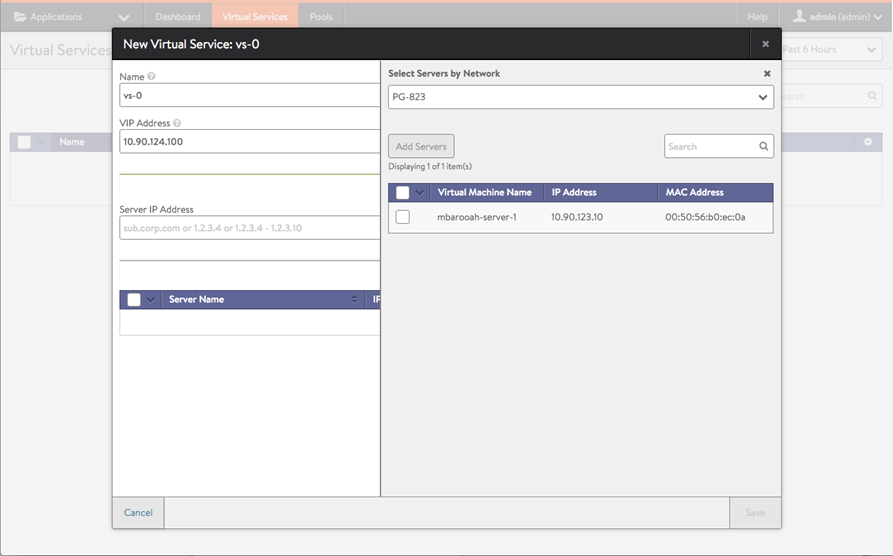 Applications
Dashboard
Virtual Services
Pools
Help
admin (admin)
Virtual Services
Past 6 Hours
Search
Name
New Virtual Service: vs-0
Name
vs-0
VIP Address
10.90.124.100
Server IP Address
sub.corp.com or 1.2.3.4 or 1.2.3.4 - 1.2.3.10
Server Name
IP
Select Servers by Network
PG-823
Add Servers
Search
Displaying 1 of 1 item(s)
Virtual Machine Name IP Address MAC Address
mbarooah-server-1 10.90.123.10 00:50:56:b0:ec:0a
Cancel
Save